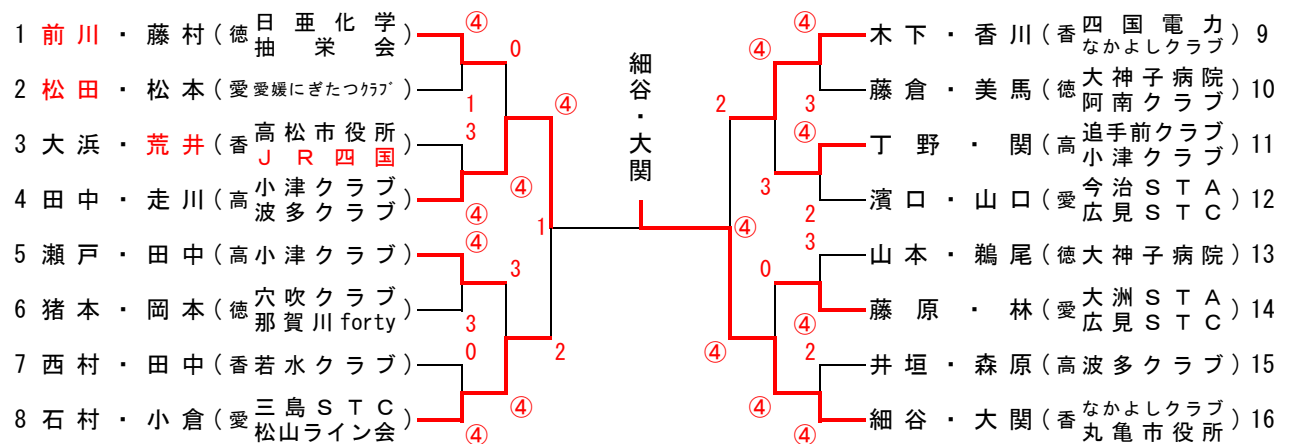 1 前川・藤村（徳 日亜化学 抽栄会）
2 松田・松本（愛 愛媛にぎたつクラブ）
3 大浜・荒井（香 高松市役所 ＪＲ四国）
4 田中・走川（高 小津クラブ 波多クラブ）
5 瀬戸・田中（高 小津クラブ）
6 猪本・岡本（徳 穴吹クラブ 那賀川forty）
7 西村・田中（香 若水クラブ）
8 石村・小倉（愛 三島ＳＴＣ 松山ライン会）
④
1
3
④
④
3
0
④
0
④
3
④
④
2
1
細谷・大関
④
2
④
④
3
0
④
④
3
④
2
3
④
2
④
木下・香川（香 四国電力 なかよしクラブ）9
藤倉・美馬（徳 大神子病院 阿南クラブ）10
丁野・関（高 追手前クラブ 小津クラブ）11
濱口・山口（愛 今治ＳＴＡ 広見ＳＴＣ）12
山本・鵜尾（徳 大神子病院）13
藤原・林（愛 大洲ＳＴＡ 広見ＳＴＣ）14
井垣・森原（高 波多クラブ）15
細谷・大関（香 なかよしクラブ 丸亀市役所）16